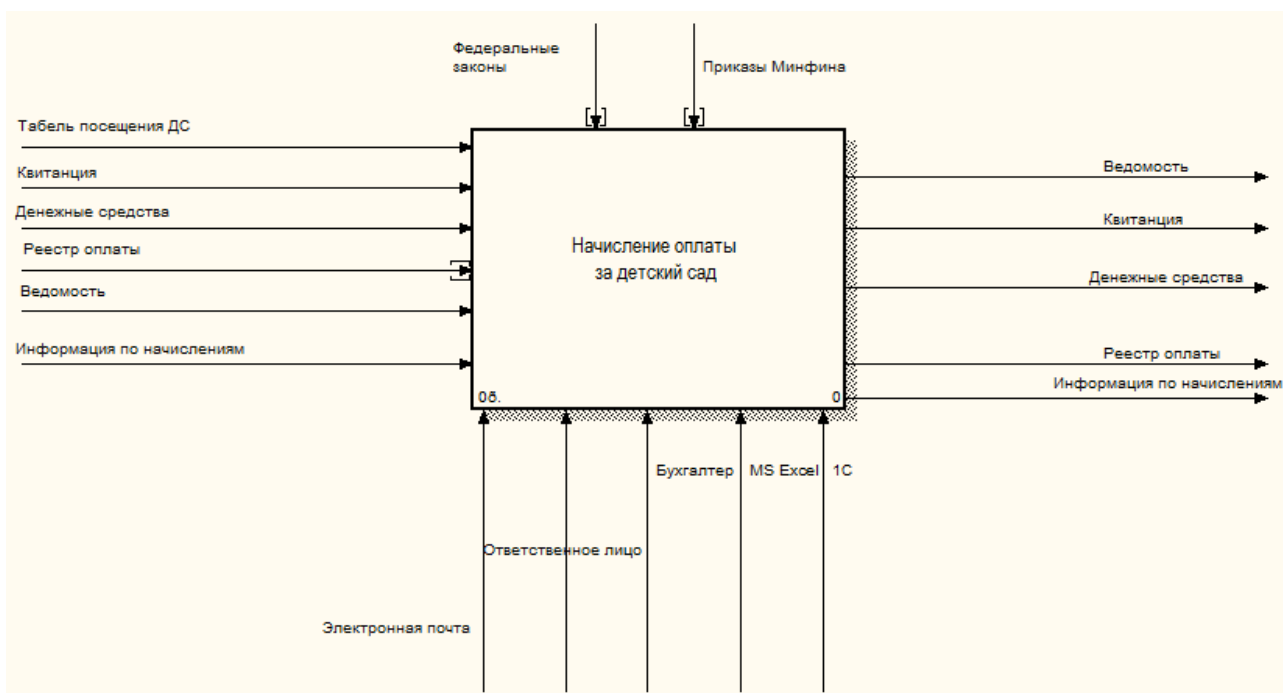 Федеральные
законы
Приказы Минфина
Табель посещения ДС
Квитанция
Денежные средства
Реестр оплаты
Ведомость
Информация по начислениям
Начисление оплаты
за детский сад
0р.
0
Ведомость
Квитанция
Денежные средства
Реестр оплаты
Информация по начислениям
Бухгалтер
MS Excel
1С
Ответственное лицо
Электронная почта